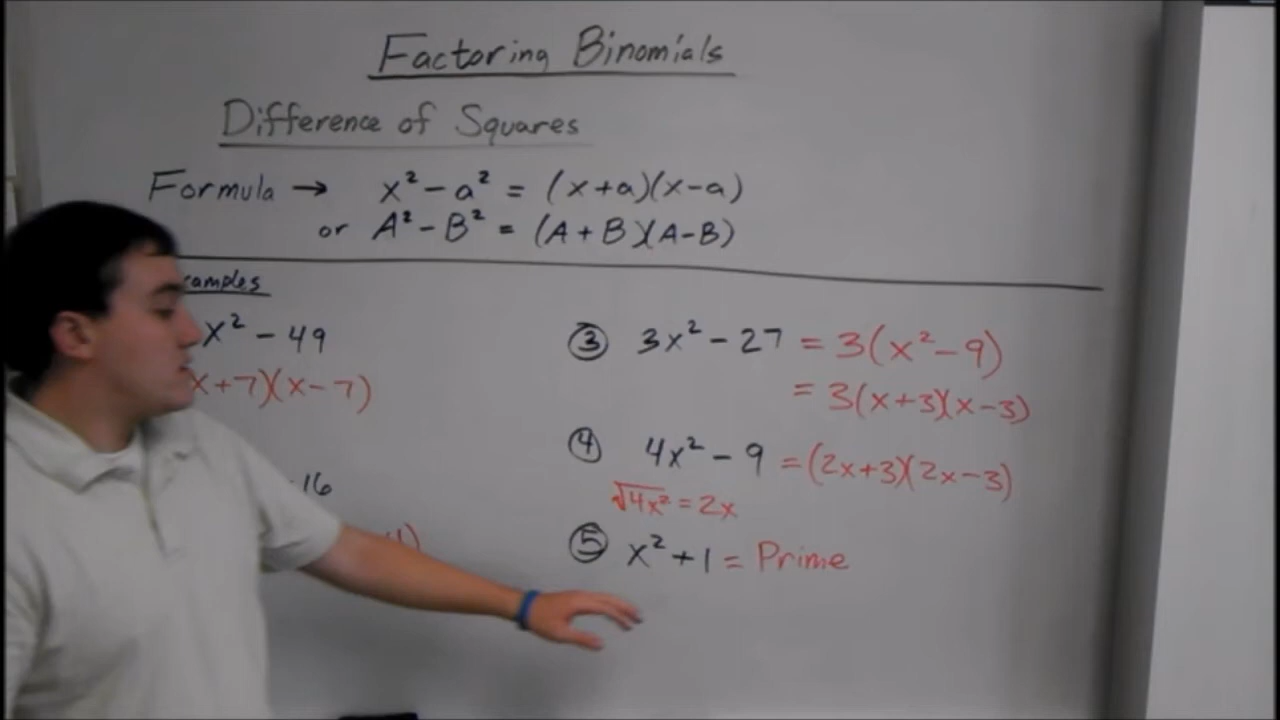 Factoring Binomials
Difference of Squares
Formula → x² - a² = (x+a)(x-a)
or A² - B² = (A+B)(A-B)
x² - 49
x+7)(x-7)
16
③ 3x² - 27 = 3(x² - 9)
= 3(x+3)(x-3)
④ 4x² - 9 = (2x+3)(2x-3)
√4x² = 2x
⑤ x² + 1 = Prime